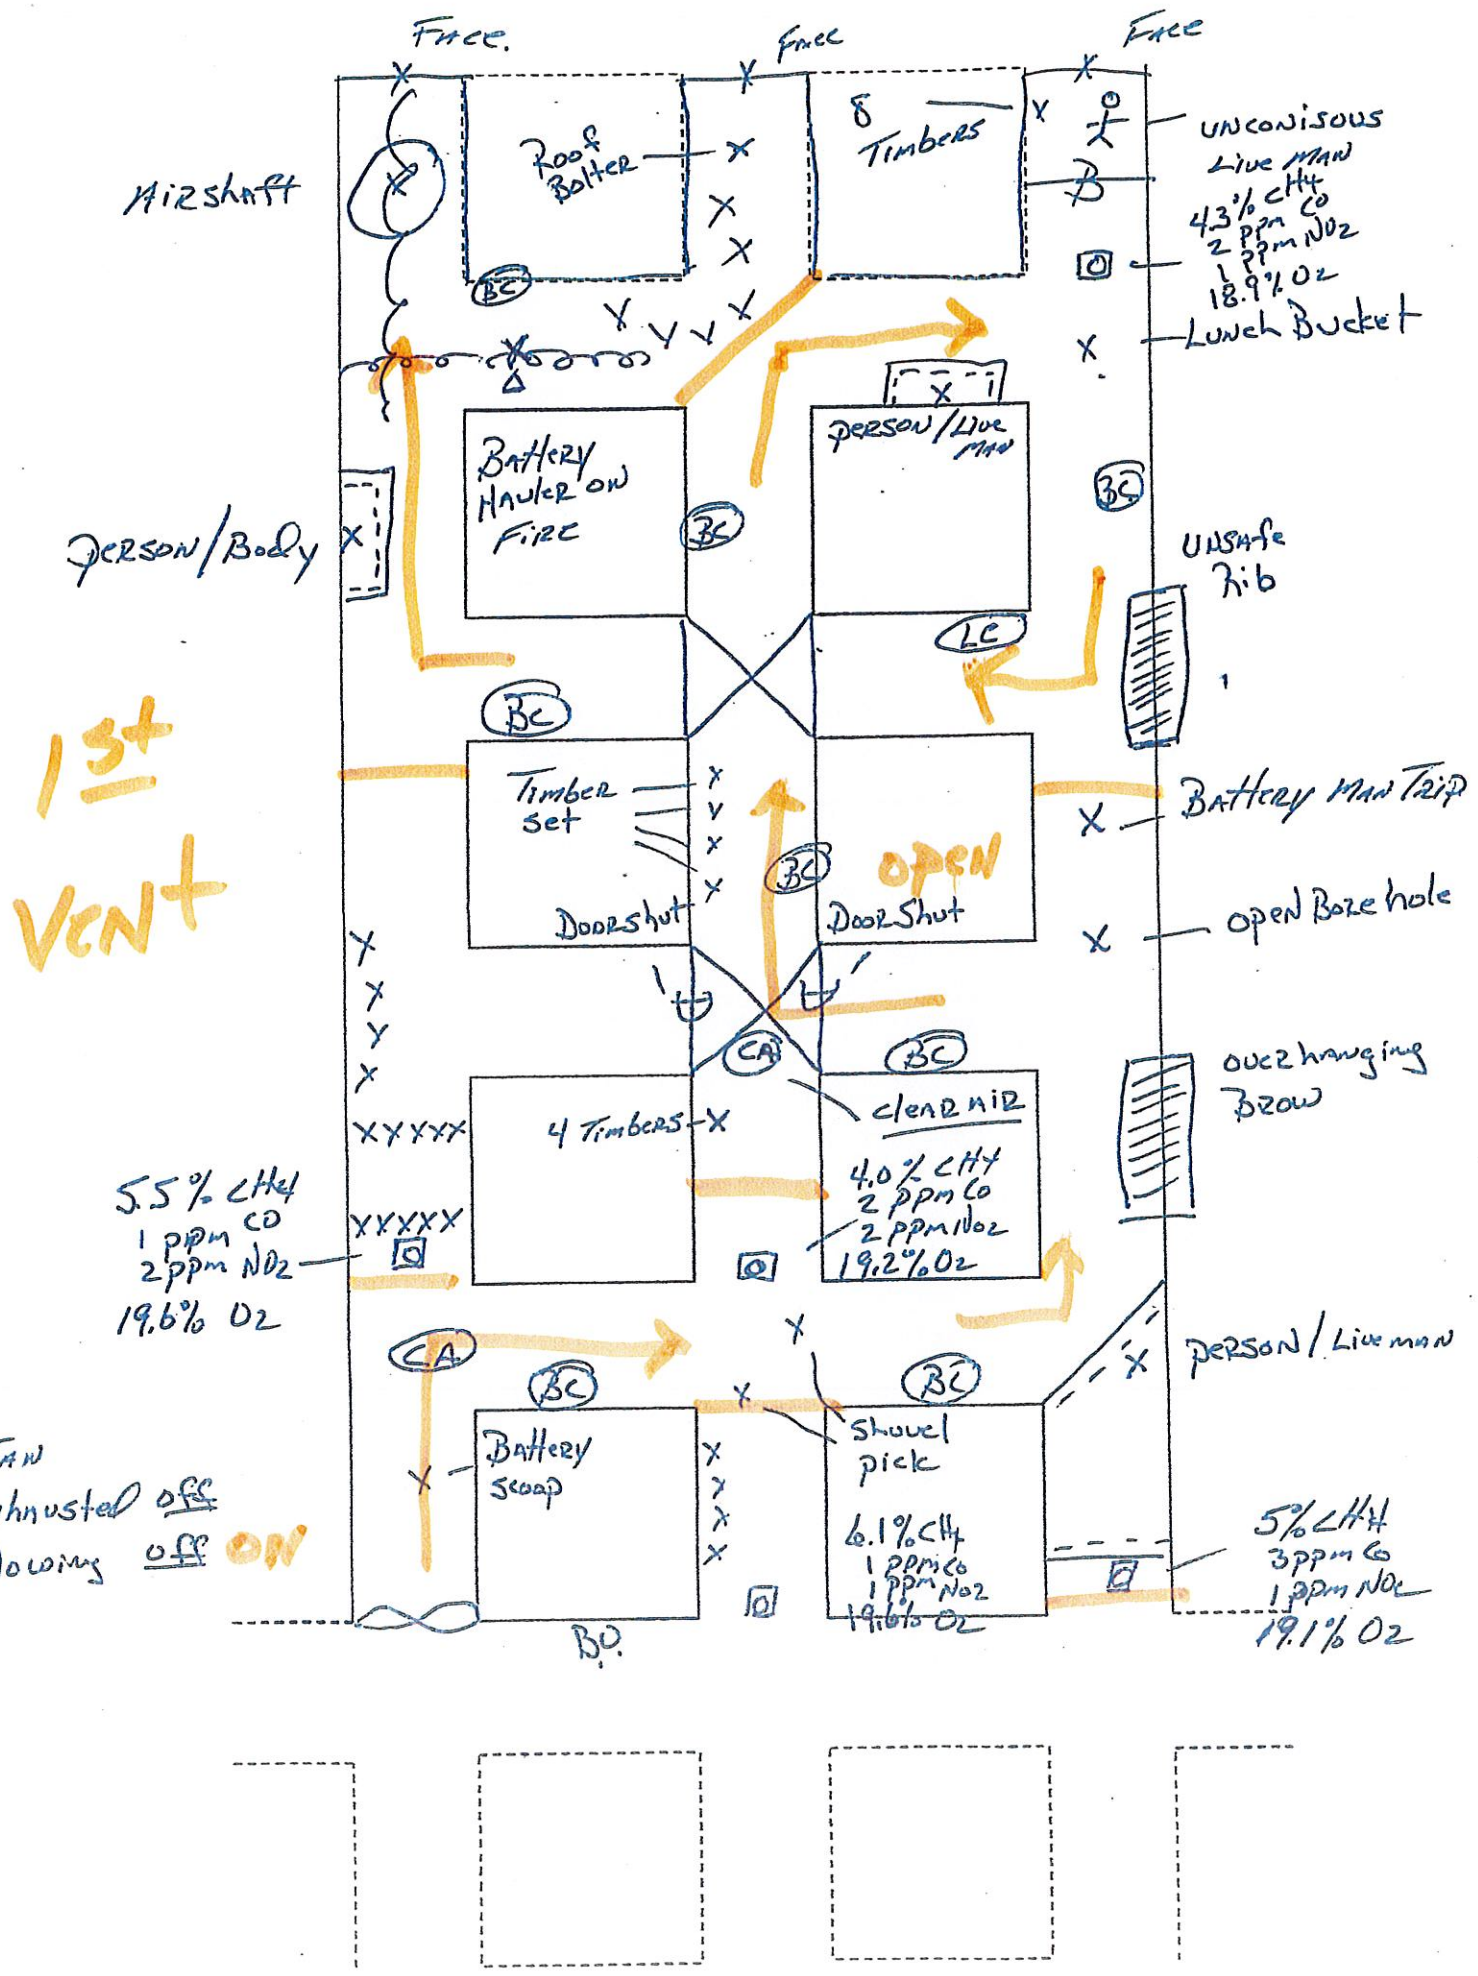 FACE.
FACE
FACE
AIRShAft
Roof
Bolter
8
TIMBERS
UNCONISOUS
LIVE MAN
4.3% CH4
2 ppm CO
1 ppm NO2
18.9% O2
B
BC
LUNCH BUCKET
BATTERY
HAULER ON
FIRE
PERSON/LIVE
MAN
BC
BC
PERSON/BODY
UNSAFE
Rib
LC
1st
VENT
BC
TIMBER
SET
DOOR SHUT
BC
OPEN
DOOR SHUT
BATTERY MAN TRIP
OPEN BORE hole
CA
BC
CLEAR AIR
OVERHANGING
BROW
4 TIMBERS
XXXXX
XXXXX
5.5% CH4
1 ppm CO
2 ppm NO2
19.6% O2
4.0% CH4
2 ppm CO
2 ppm NO2
19.2% O2
CA
BC
BC
PERSON/LIVE MAN
BATTERY
SCOOP
SHOVEL
PICK
6.1% CH4
1 ppm CO
1 ppm NO2
19.6% O2
5% CH4
3 ppm CO
1 ppm NO2
19.1% O2
off
off ON
B.O.